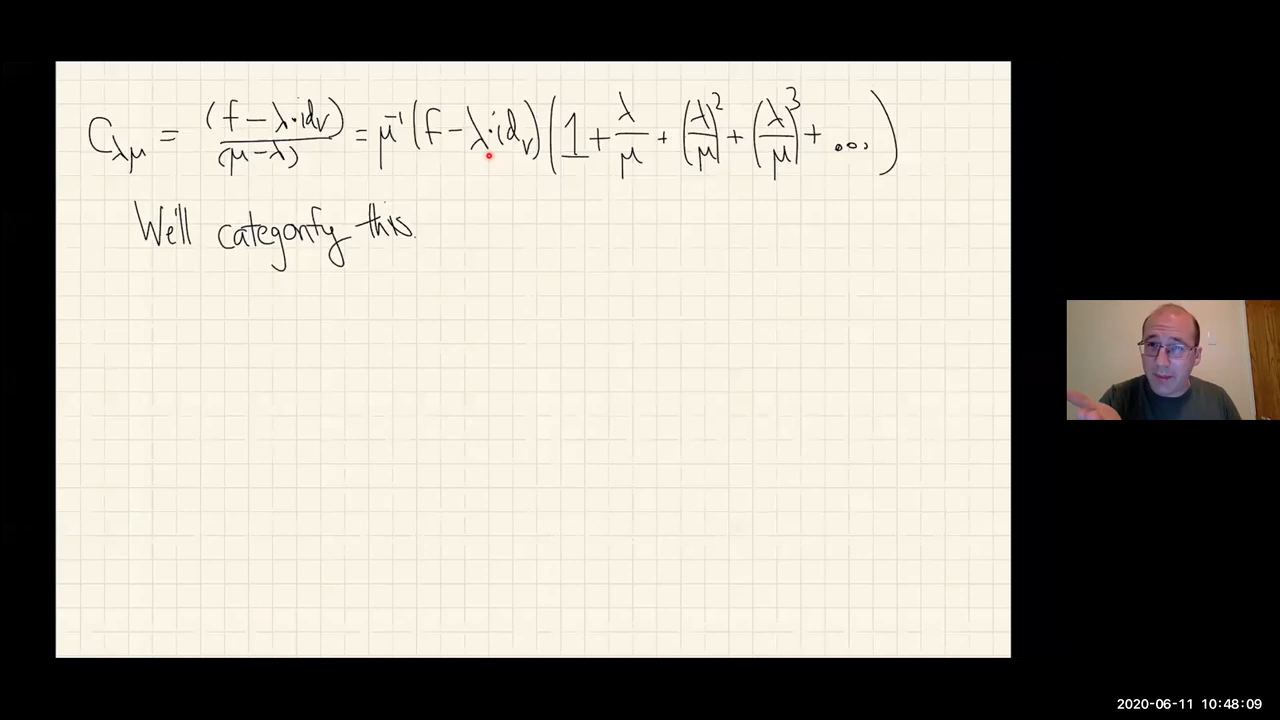 C_λμ = (f - λ·id_V)/(μ-λ) = μ⁻¹(f - λ·id_V)(1 + λ/μ + (λ/μ)² + (λ/μ)³ + ....)
We'll categorify this.
2020-06-11 10:48:09